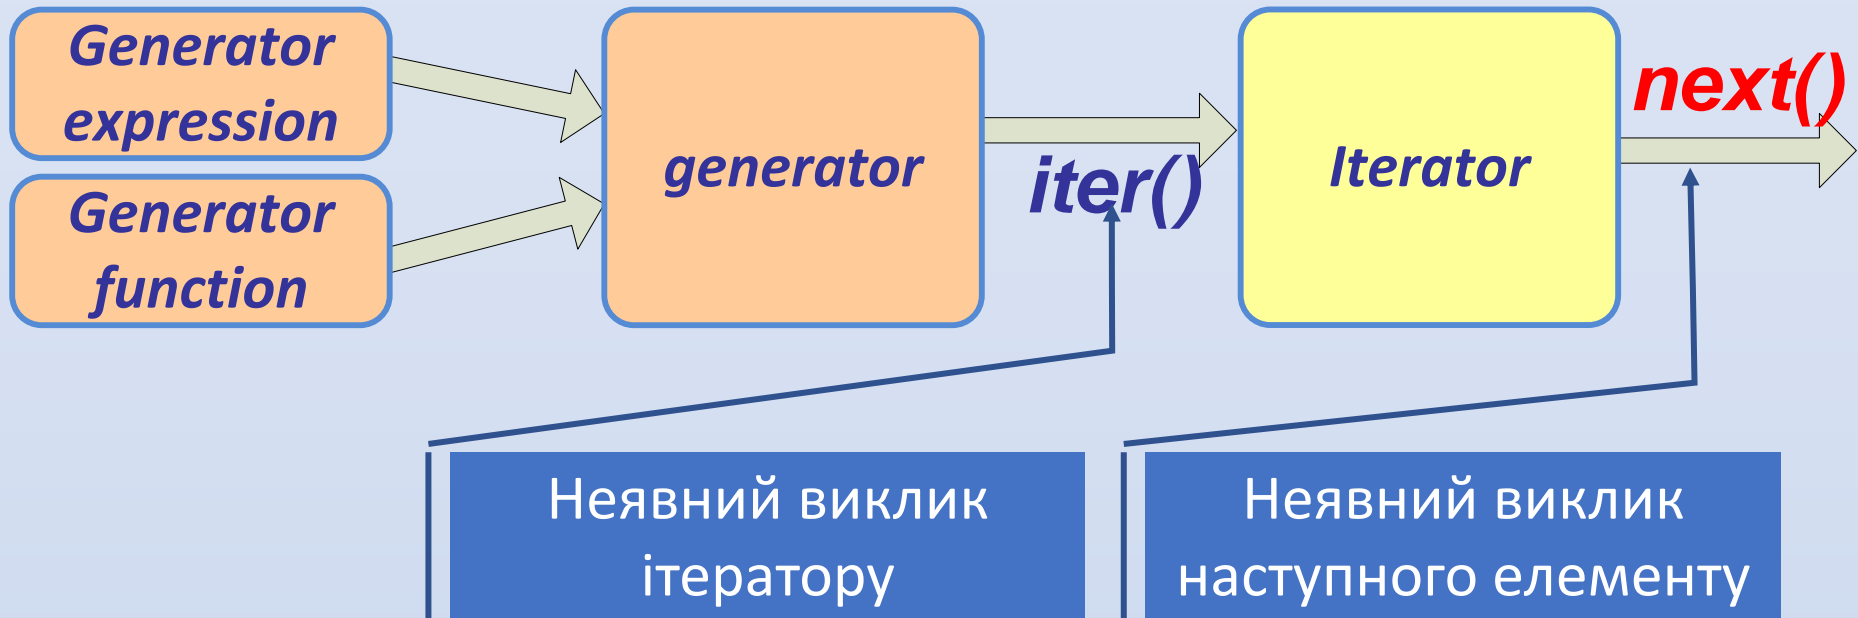 Generator
expression
Generator
function
generator
iter()
Iterator
next()
Неявний виклик
ітератору
Неявний виклик
наступного елементу